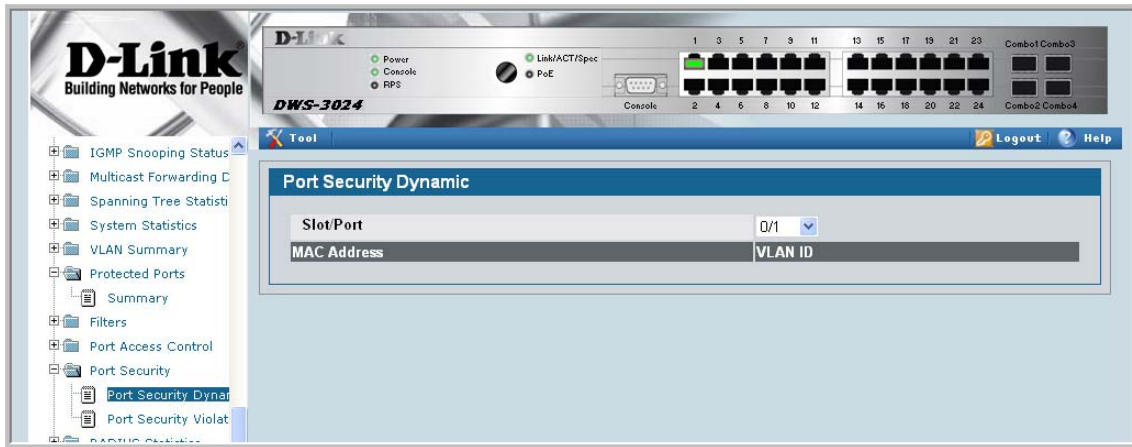 D-Link
Building Networks for People
D-Link
Power
Console
RPS
Link/ACT/Spec
PoE
Console
DWS-3024
1 3 5 7 9 11 13 15 17 19 21 23 Combo1 Combo3
2 4 6 8 10 12 14 16 18 20 22 24 Combo2 Combo4
Tool
Logout
Help
IGMP Snooping Status
Multicast Forwarding D
Spanning Tree Statisti
System Statistics
VLAN Summary
Protected Ports
Summary
Filters
Port Access Control
Port Security
Port Security Dynar
Port Security Violat
RADIUS Statistics
Port Security Dynamic
Slot/Port 0/1
MAC Address VLAN ID